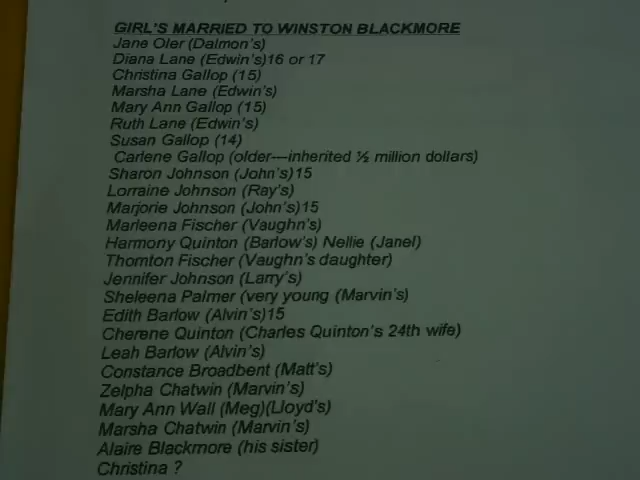 GIRL'S MARRIED TO WINSTON BLACKMORE
Jane Oler (Dalmon's)
Diana Lane (Edwin's)16 or 17
Christina Gallop (15)
Marsha Lane (Edwin's)
Mary Ann Gallop (15)
Ruth Lane (Edwin's)
Susan Gallop (14)
Carlene Gallop (older—inherited ½ million dollars)
Sharon Johnson (John's)15
Lorraine Johnson (Ray's)
Marjorie Johnson (John's)15
Marleena Fischer (Vaughn's)
Harmony Quinton (Barlow's) Nellie (Janel)
Thomton Fischer (Vaughn's daughter)
Jennifer Johnson (Larry's)
Sheleena Palmer (very young (Marvin's)
Edith Barlow (Alvin's)15
Cherene Quinton (Charles Quinton's 24th wife)
Leah Barlow (Alvin's)
Constance Broadbent (Matt's)
Zelpha Chatwin (Marvin's)
Mary Ann Wall (Meg)(Lloyd's)
Marsha Chatwin (Marvin's)
Alaire Blackmore (his sister)
Christina ?